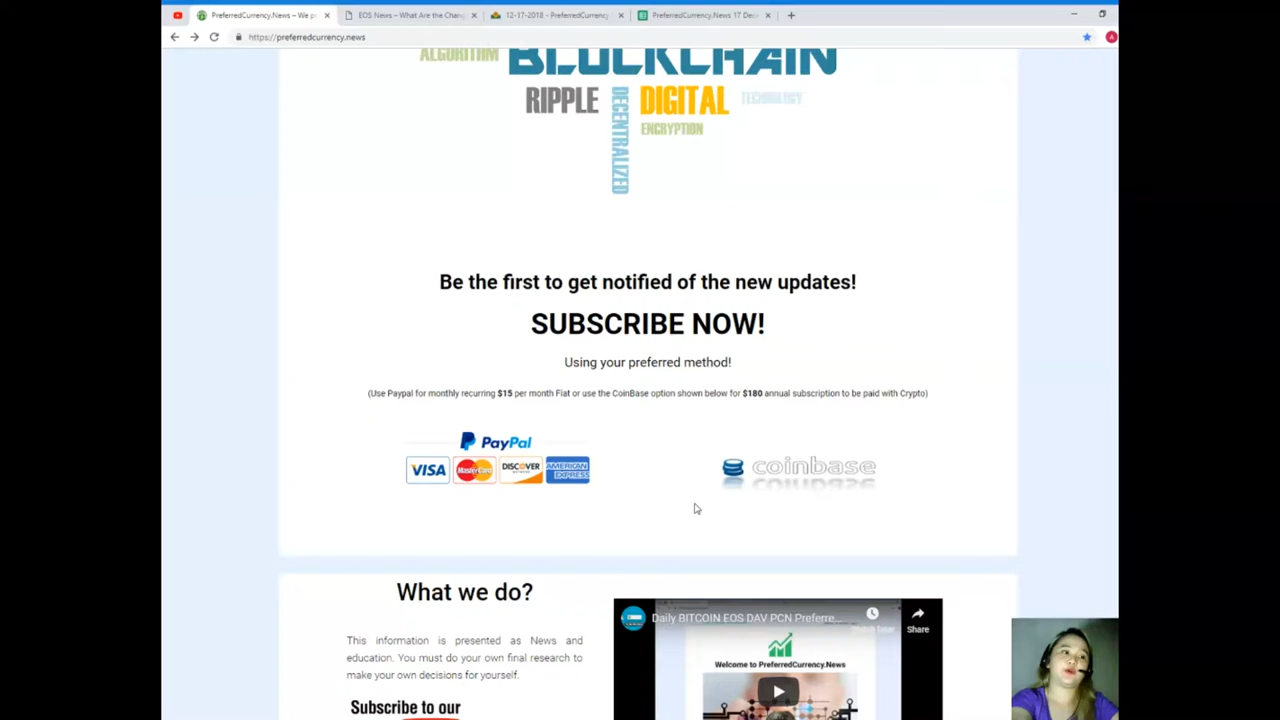 PreferredCurrency.News – We p
EOS News – What Are the Chan
12-17-2018 - PreferredCurrency
PreferredCurrency.News 17 Dec
https://preferredcurrency.news
ALGORITHM
BLOCKCHAIN
RIPPLE
DECENTRALIZED
DIGITAL
TECHNOLOGY
ENCRYPTION
Be the first to get notified of the new updates!
SUBSCRIBE NOW!
Using your preferred method!
(Use Paypal for monthly recurring $15 per month Fiat or use the CoinBase option shown below for $180 annual subscription to be paid with Crypto)
PayPal
VISA
MasterCard
DISCOVER
AMERICAN EXPRESS
coinbase
What we do?
This information is presented as News and
education. You must do your own final research to
make your own decisions for yourself.
Subscribe to our
Daily BITCOIN EOS DAV PCN Preferre...
Watch later
Share
Welcome to PreferredCurrency.News